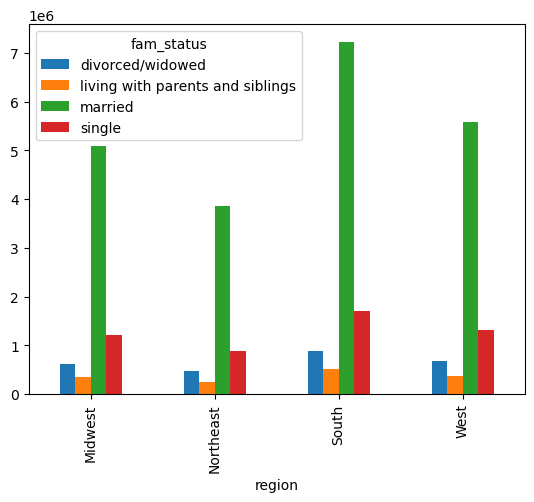 1e6
fam_status
divorced/widowed
living with parents and siblings
married
single
7
6
5
4
3
2
1
0
Midwest
Northeast
South
West
region